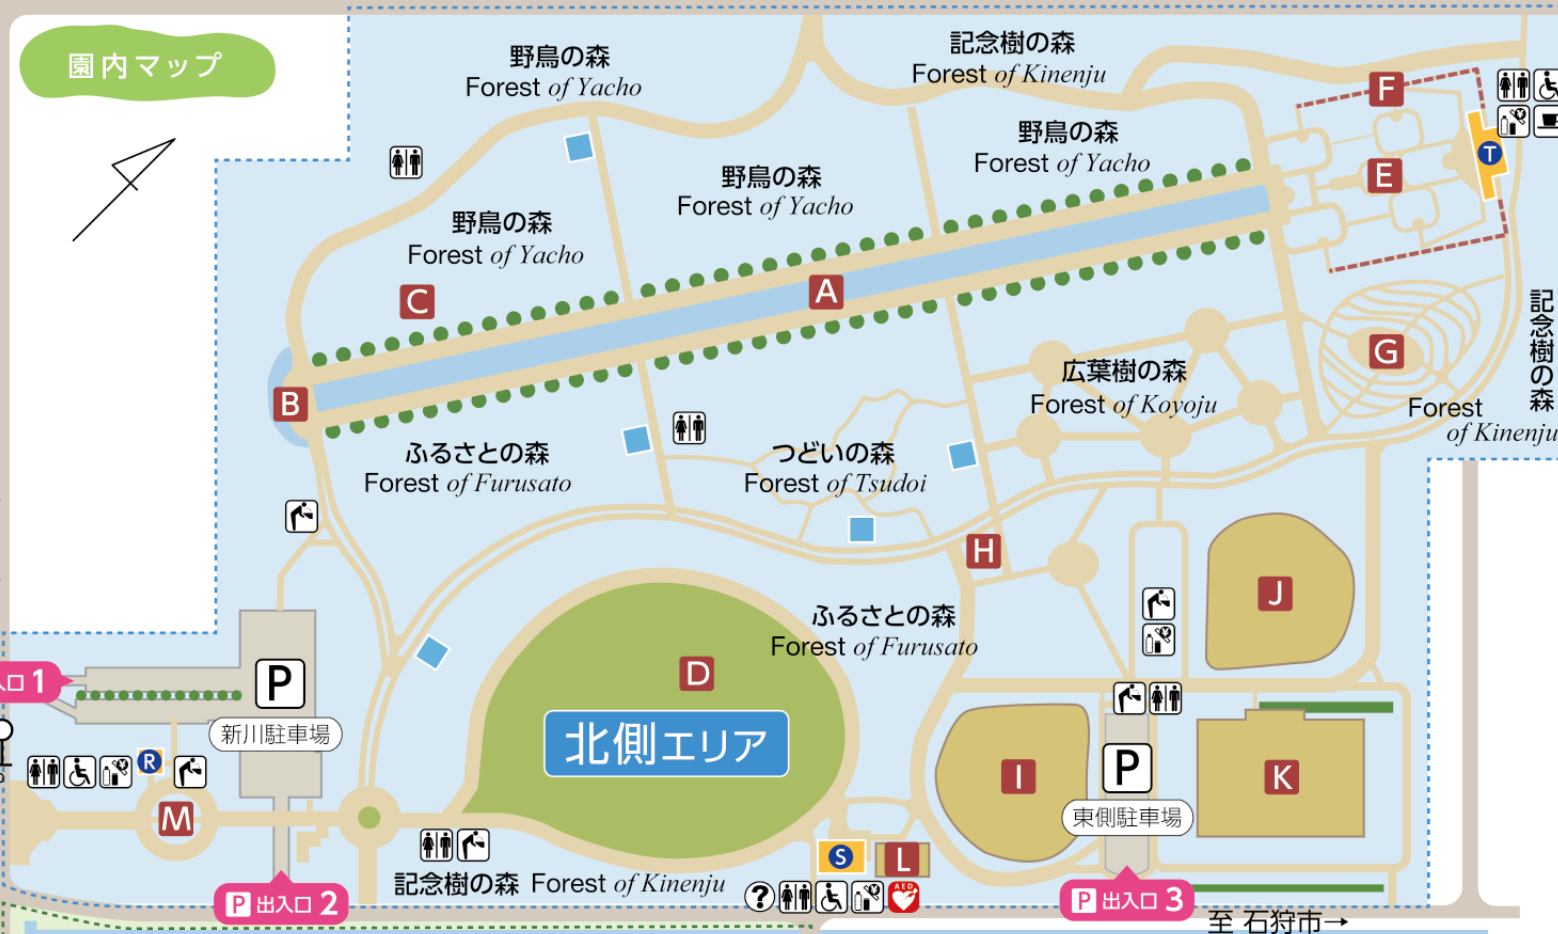 園内マップ
野鳥の森
Forest of Yacho
記念樹の森
Forest of Kinenju
F
野鳥の森
Forest of Yacho
T
野鳥の森
Forest of Yacho
E
野鳥の森
Forest of Yacho
C
A
B
G
記念樹の森
Forest
of Kinenju
広葉樹の森
Forest of Koyoju
ふるさとの森
Forest of Furusato
つどいの森
Forest of Tsudoi
H
J
ふるさとの森
Forest of Furusato
D
北側エリア
入口 1
P
新川駐車場
R
M
I
P
東側駐車場
K
S
L
AED
?
記念樹の森 Forest of Kinenju
P 出入口 2
P 出入口 3
至 石狩市→